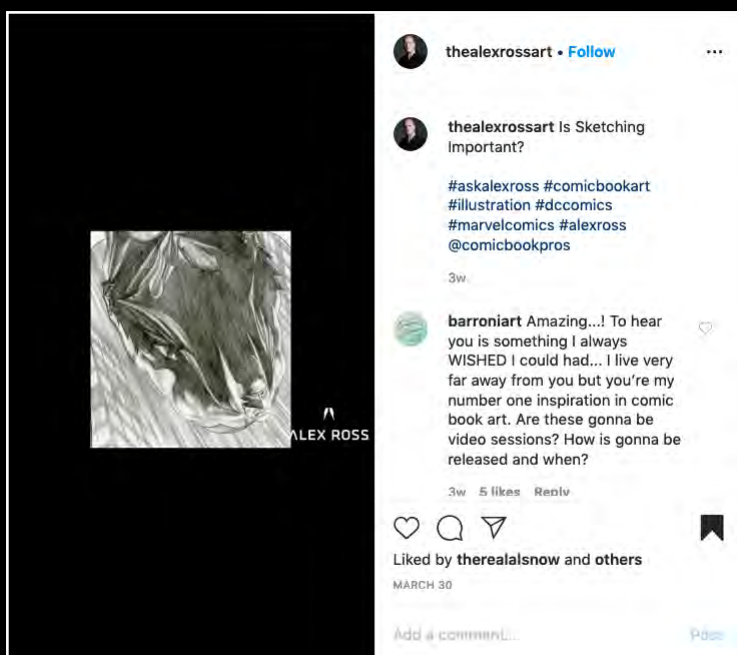 thealexrossart • Follow
thealexrossart Is Sketching
Important?
#askalexross #comicbookart
#illustration #dccomics
#marvelcomics #alexross
@comicbookpros
3w
barroniart Amazing...! To hear
you is something I always
WISHED I could had... I live very
far away from you but you're my
number one inspiration in comic
book art. Are these gonna be
video sessions? How is gonna be
released and when?
3w 5 likes Reply
ALEX ROSS
Liked by therealalsnow and others
MARCH 30
Add a comment... Post